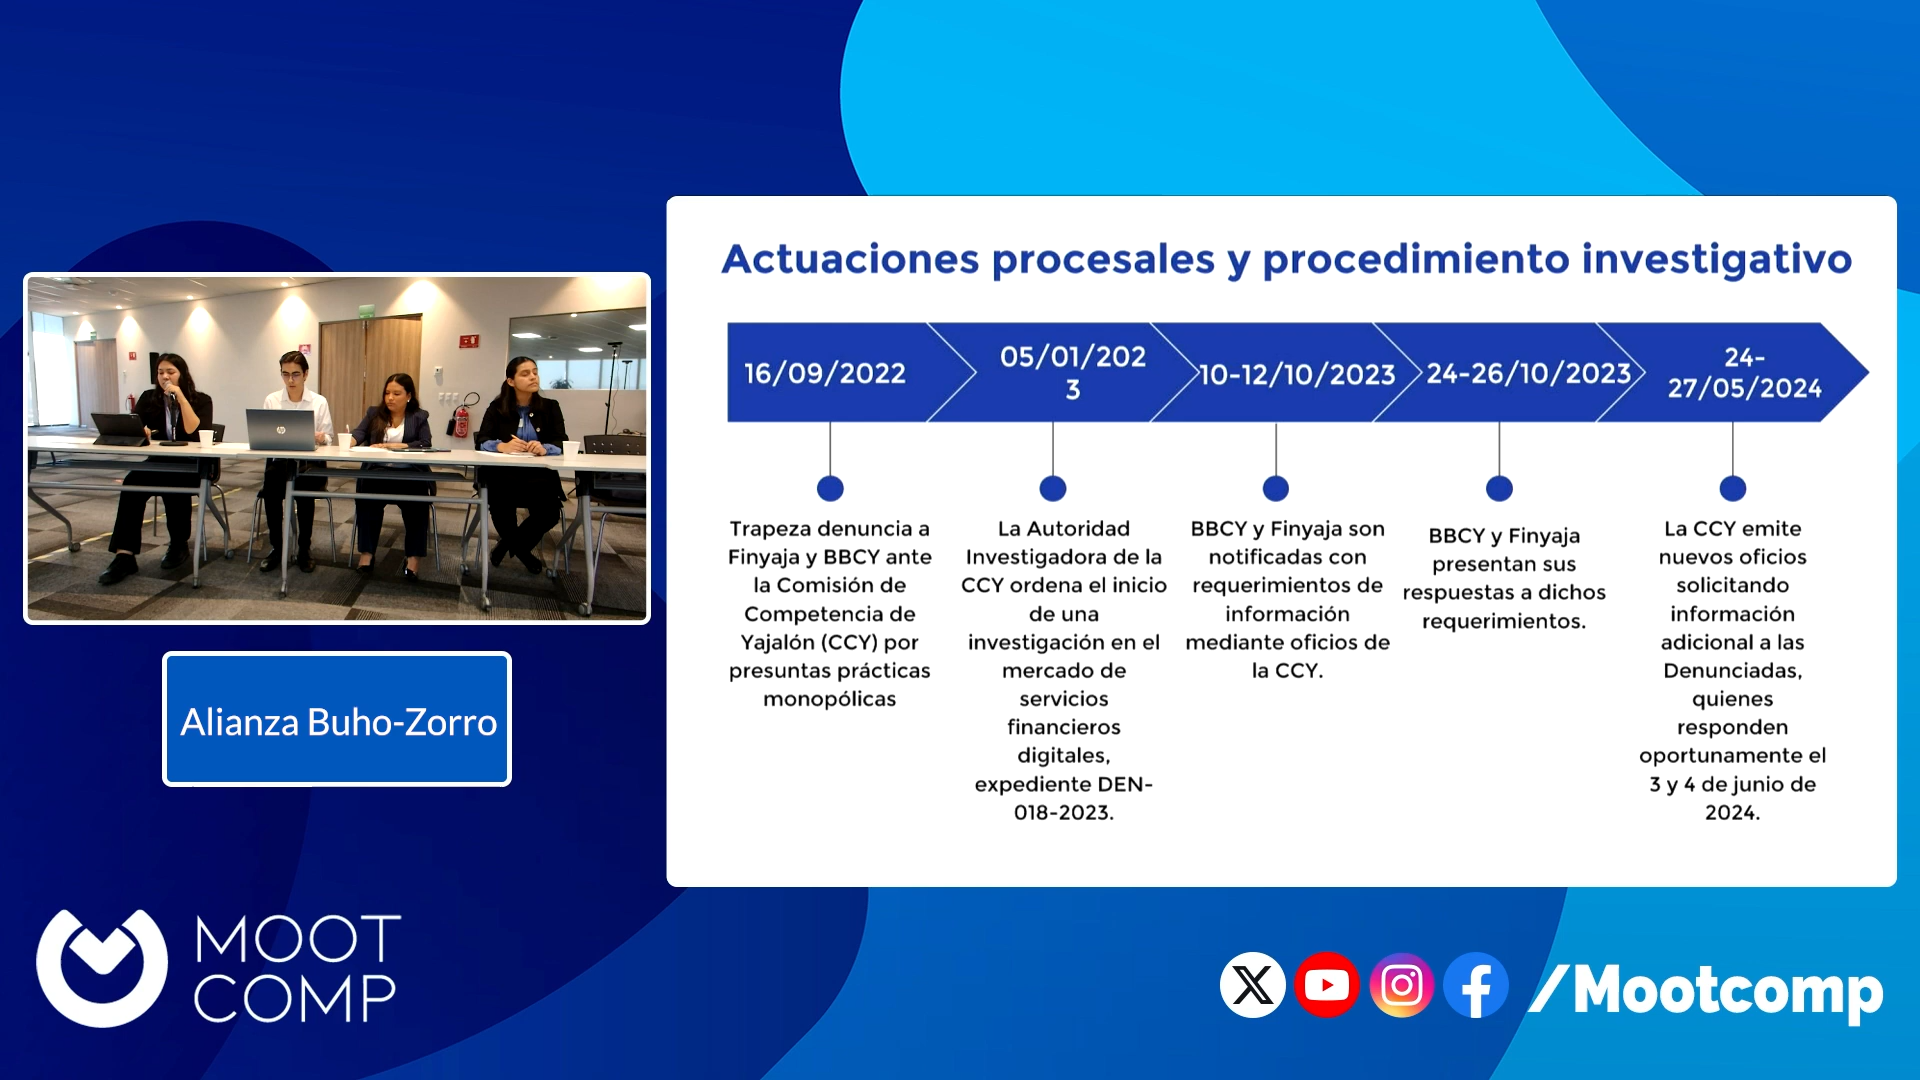 Actuaciones procesales y procedimiento investigativo
16/09/2022
05/01/202
3
10-12/10/2023
24-26/10/2023
24-
27/05/2024
Trapeza denuncia a
Finyaja y BBCY ante
la Comisión de
Competencia de
Yajalón (CCY) por
presuntas prácticas
monopólicas
La Autoridad
Investigadora de la
CCY ordena el inicio
de una
investigación en el
mercado de
servicios
financieros
digitales,
expediente DEN-
018-2023.
BBCY y Finyaja son
notificadas con
requerimientos de
información
mediante oficios de
la CCY.
BBCY y Finyaja
presentan sus
respuestas a dichos
requerimientos.
La CCY emite
nuevos oficios
solicitando
información
adicional a las
Denunciadas,
quienes
responden
oportunamente el
3 y 4 de junio de
2024.
Alianza Buho-Zorro
MOOT
COMP
/Mootcomp